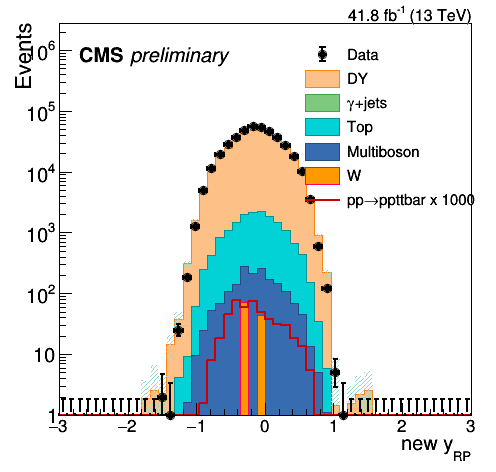 41.8 fb⁻¹ (13 TeV)
Events
CMS preliminary
Data
DY
γ+jets
Top
Multiboson
W
pp→ppttbar x 1000
10⁶
10⁵
10⁴
10³
10²
10
1
−3 −2 −1 0 1 2 3
new y_RP